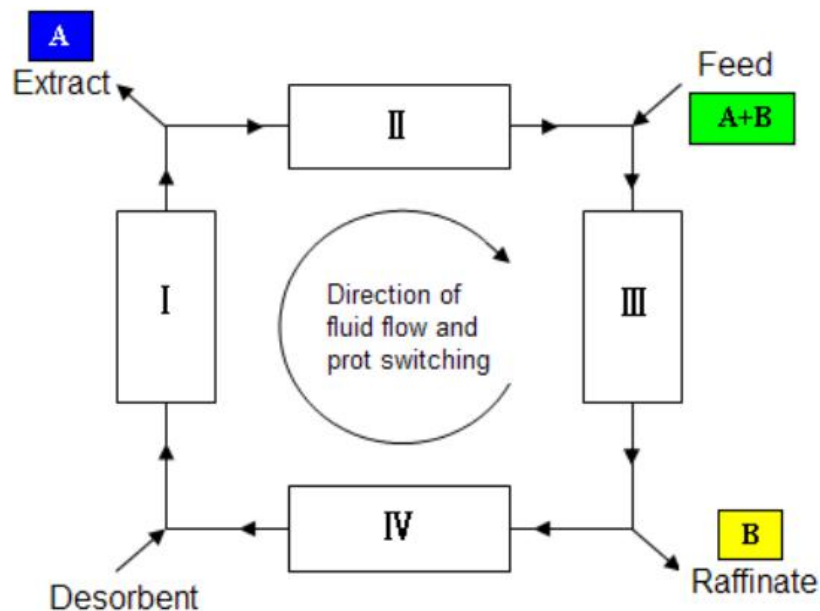 A
Extract
Feed
A+B
Ⅱ
Ⅰ
Direction of
fluid flow and
prot switching
Ⅲ
Ⅳ
B
Desorbent
Raffinate